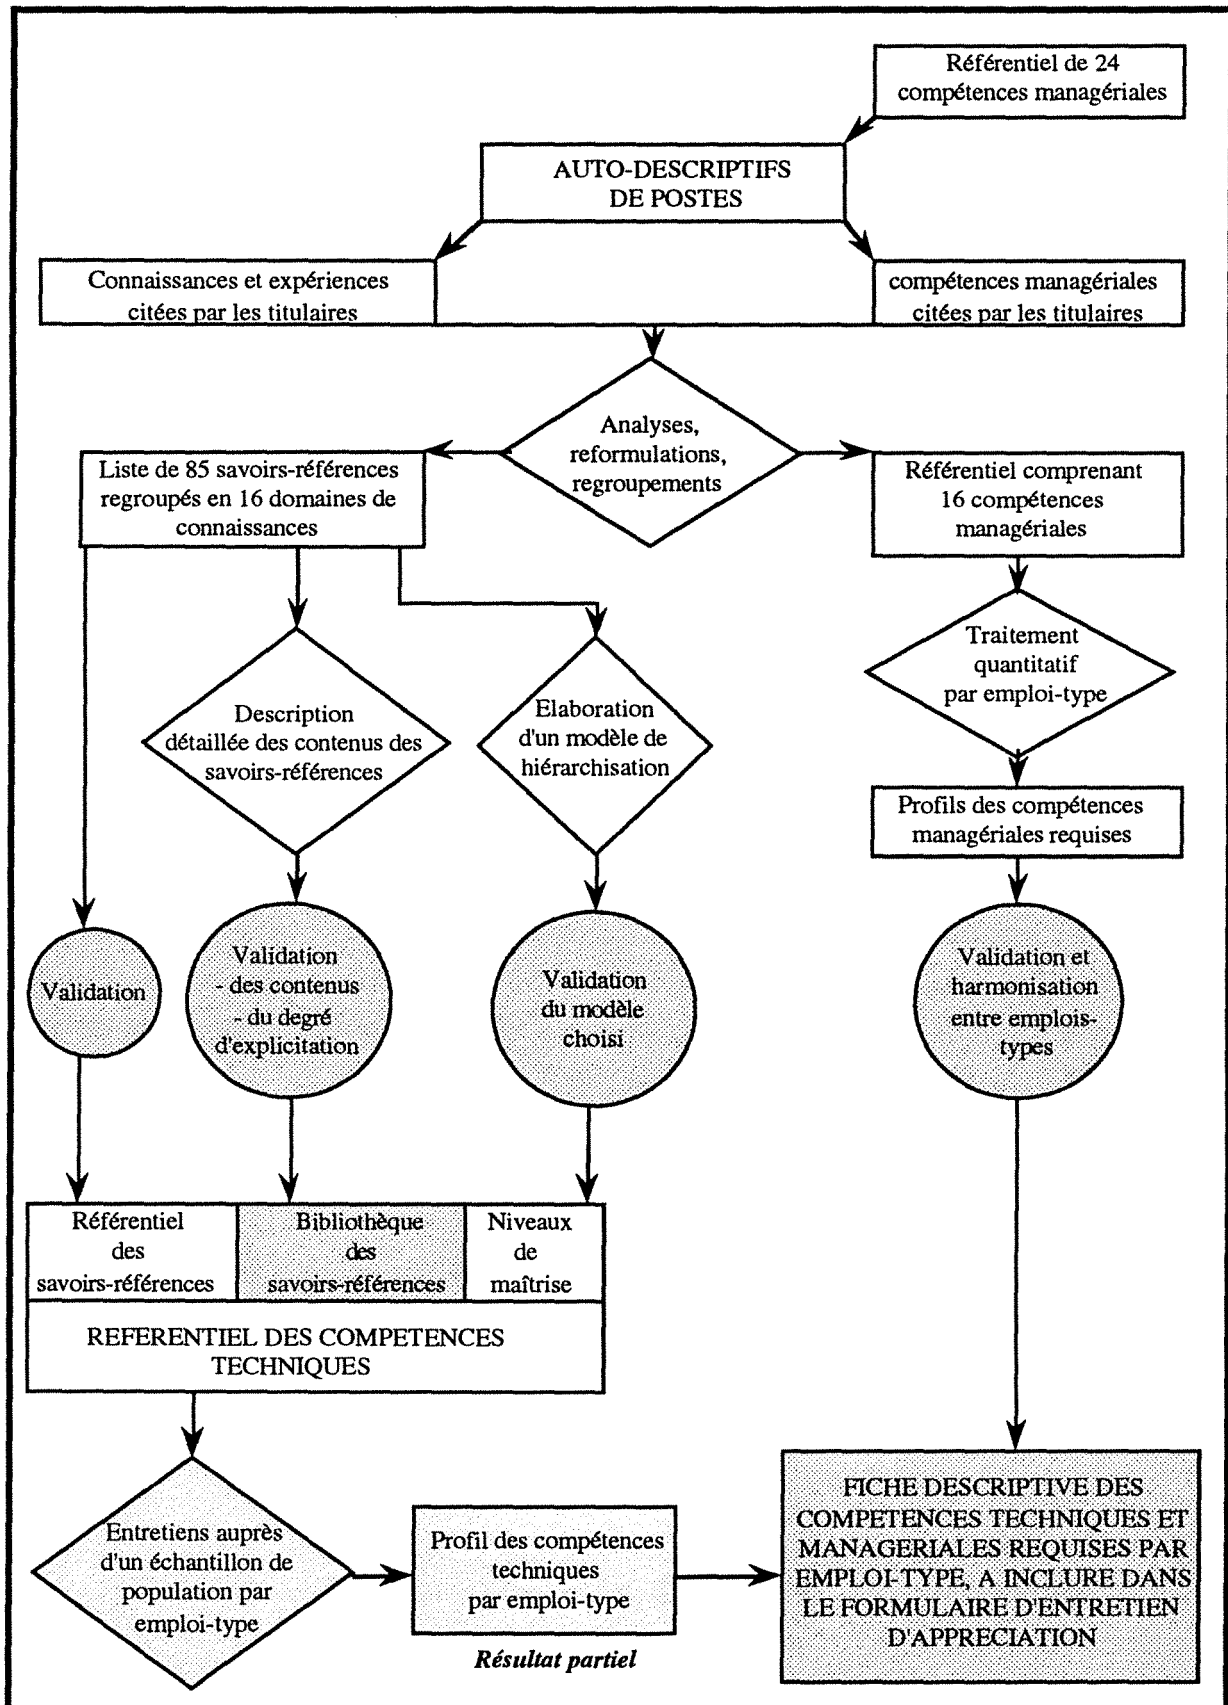 Référentiel de 24
compétences managériales
AUTO-DESCRIPTIFS
DE POSTES
Connaissances et expériences
citées par les titulaires
compétences managériales
citées par les titulaires
Analyses,
reformulations,
regroupements
Liste de 85 savoirs-références
regroupés en 16 domaines de
connaissances
Référentiel comprenant
16 compétences
managériales
Traitement
quantitatif
par emploi-type
Description
détaillée des contenus des
savoirs-références
Elaboration
d'un modèle de
hiérarchisation
Profils des compétences
managériales requises
Validation
Validation
- des contenus
- du degré
d'explicitation
Validation
du modèle
choisi
Validation et
harmonisation
entre emplois-
types
Référentiel
des
savoirs-références
Bibliothèque
des
savoirs-références
Niveaux
de
maîtrise
REFERENTIEL DES COMPETENCES
TECHNIQUES
Entretiens auprès
d'un échantillon de
population par
emploi-type
Profil des compétences
techniques
par emploi-type
Résultat partiel
FICHE DESCRIPTIVE DES
COMPETENCES TECHNIQUES ET
MANAGERIALES REQUISES PAR
EMPLOI-TYPE, A INCLURE DANS
LE FORMULAIRE D'ENTRETIEN
D'APPRECIATION